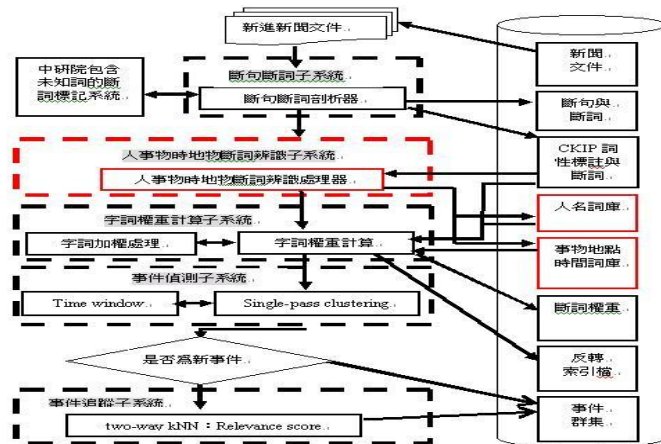 新進新聞文件
斷句斷詞子系統
斷句斷詞剖析器
中研院包含
未知詞的斷
詞標記系統
人事物時地物斷詞辨識子系統
人事物時地物斷詞辨識處理器
字詞權重計算子系統
字詞加權處理
字詞權重計算
事件偵測子系統
Time window
Single-pass clustering
是否為新事件
事件追蹤子系統
two-way kNN：Relevance score
新聞
文件
斷句與
斷詞
CKIP 詞
性標註與
斷詞
人名詞庫
事物地點
時間詞庫
斷詞權重
反轉
索引檔
事件
群集